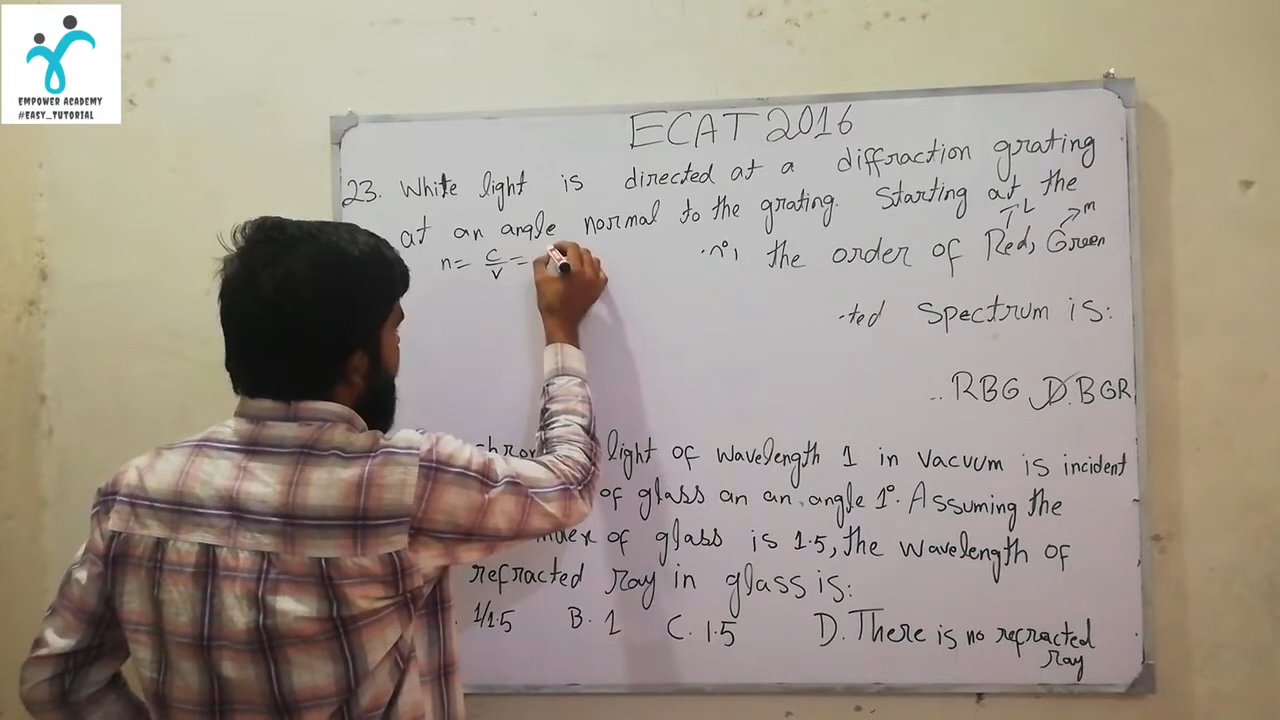 EMPOWER ACADEMY
#EASY_TUTORIAL
ECAT 2016
23. White light is directed at a diffraction grating
at an angle normal to the grating. Starting at the
n = c/v =
the order of Red, Green
L
m
-ted spectrum is:
RBG D. BGR
light of wavelength 1 in vacuum is incident
of glass an an angle 1°. Assuming the
index of glass is 1.5, the wavelength of
refracted ray in glass is:
1/1.5 B. 1 C. 1.5 D. There is no refracted
ray